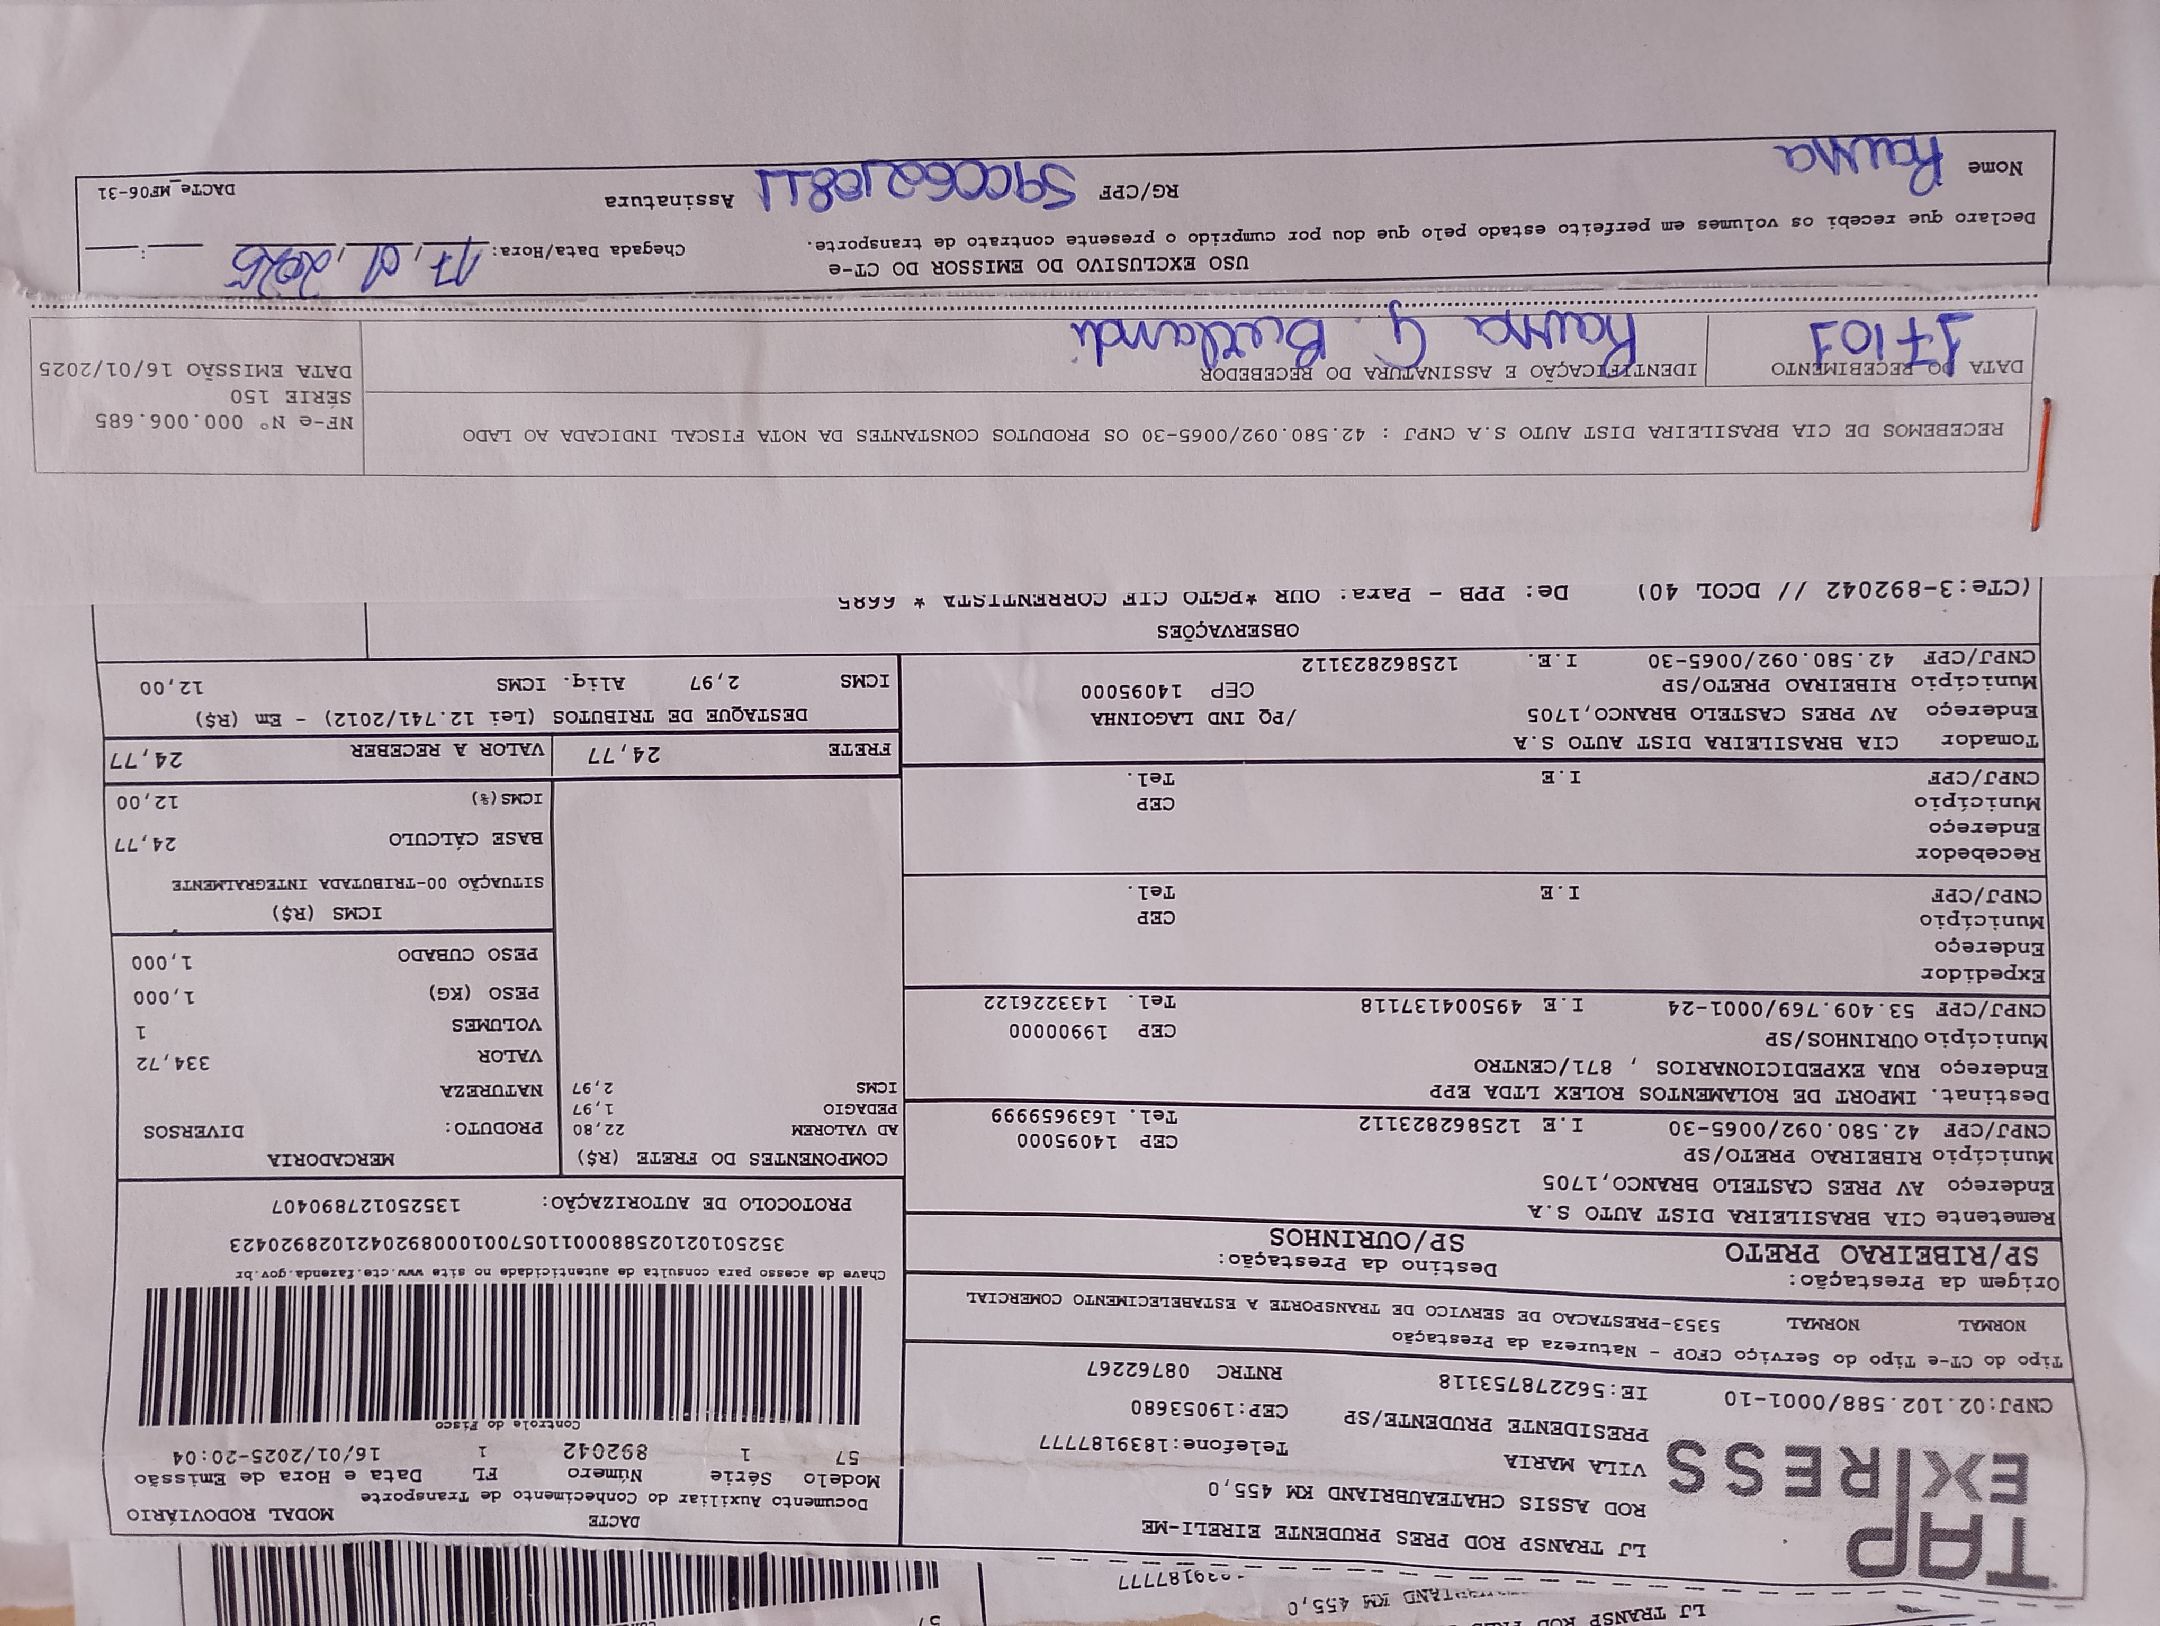 LJ TRANSP ROD
KM 455,0
57
TAP
EXPRESS
LJ TRANSP ROD PRES PRUDENTE EIRELI-ME
ROD ASSIS CHATEAUBRIAND KM 455,0
VILA MARIA Telefone:1839187777
PRESIDENTE PRUDENTE/SP CEP:19053680
CNPJ:02.102.588/0001-10 IE:562278753118 RNTRC 08762267
DACTE MODAL RODOVIÁRIO
Documento Auxiliar do Conhecimento de Transporte
Modelo Série Número FL Data e Hora de Emissão
57 1 892042 1 16/01/2025-20:04
Controle do Fisco
Tipo do CT-e Tipo do Serviço CFOP - Natureza da Prestação
NORMAL NORMAL 5353-PRESTACAO DE SERVICO DE TRANSPORTE A ESTABELECIMENTO COMERCIAL
Origem da Prestação: Destino da Prestação:
SP/RIBEIRAO PRETO SP/OURINHOS
Chave de acesso para consulta de autenticidade no site www.cte.fazenda.gov.br
35250102102588000110570010008920421028920423
PROTOCOLO DE AUTORIZAÇÃO: 135250127890407
Remetente CIA BRASILEIRA DIST AUTO S.A
Endereço AV PRES CASTELO BRANCO,1705
Município RIBEIRAO PRETO/SP CEP 14095000
CNPJ/CPF 42.580.092/0065-30 I.E 125862823112 Tel. 1639659999
Destinat. IMPORT DE ROLAMENTOS ROLEX LTDA EPP
Endereço RUA EXPEDICIONARIOS , 871/CENTRO
Município OURINHOS/SP CEP 19900000
CNPJ/CPF 53.409.769/0001-24 I.E 495004137118 Tel. 1433226122
Expedidor
Endereço
Município CEP
CNPJ/CPF I.E Tel.
Recebedor
Endereço
Município CEP
CNPJ/CPF I.E Tel.
Tomador CIA BRASILEIRA DIST AUTO S.A
Endereço AV PRES CASTELO BRANCO,1705 /PQ IND LAGOINHA
Município RIBEIRAO PRETO/SP CEP 14095000
CNPJ/CPF 42.580.092/0065-30 I.E. 125862823112
COMPONENTES DO FRETE (R$)
AD VALOREM 22,80
PEDAGIO 1,97
ICMS 2,97
MERCADORIA
PRODUTO: DIVERSOS
NATUREZA
VALOR 334,72
VOLUMES 1
PESO (KG) 1,000
PESO CUBADO 1,000
ICMS (R$)
SITUAÇÃO 00-TRIBUTADA INTEGRALMENTE
BASE CÁLCULO 24,77
ICMS(%) 12,00
FRETE 24,77 VALOR A RECEBER 24,77
DESTAQUE DE TRIBUTOS (Lei 12.741/2012) - Em (R$)
ICMS 2,97 Aliq. ICMS 12,00
OBSERVAÇÕES
(CTe:3-892042 // DCOL 40) De: PPB - Para: OUR *PGTO CIF CORRENTISTA * 6685
RECEBEMOS DE CIA BRASILEIRA DIST AUTO S.A CNPJ : 42.580.092/0065-30 OS PRODUTOS CONSTANTES DA NOTA FISCAL INDICADA AO LADO
NF-e Nº 000.006.685
SÉRIE 150
DATA EMISSÃO 16/01/2025
DATA DO RECEBIMENTO IDENTIFICAÇÃO E ASSINATURA DO RECEBEDOR
17/01
USO EXCLUSIVO DO EMISSOR DO CT-e
Declaro que recebi os volumes em perfeito estado pelo que dou por cumprido o presente contrato de transporte.
Chegada Data/Hora: 17,01,2025 :
Nome RG/CPF 59006210811 Assinatura
DACTe_MF06-31